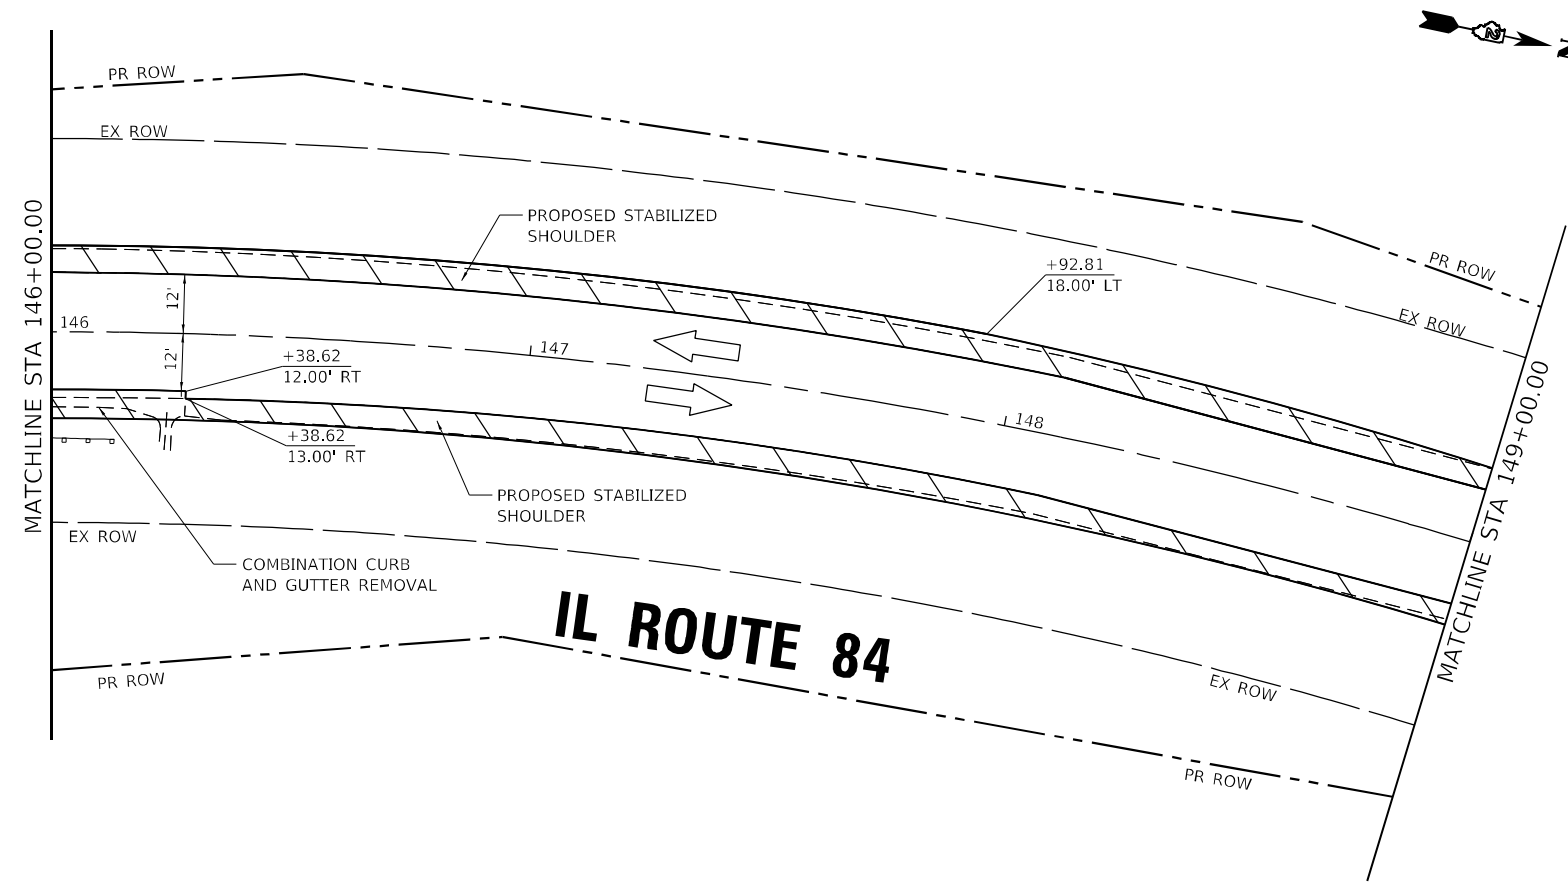 N
PR ROW
EX ROW
PROPOSED STABILIZED
SHOULDER
+92.81
18.00' LT
PR ROW
EX ROW
MATCHLINE STA 146+00.00
146
12'
12'
147
148
+38.62
12.00' RT
+38.62
13.00' RT
PROPOSED STABILIZED
SHOULDER
MATCHLINE STA 149+00.00
EX ROW
COMBINATION CURB
AND GUTTER REMOVAL
IL ROUTE 84
PR ROW
EX ROW
PR ROW